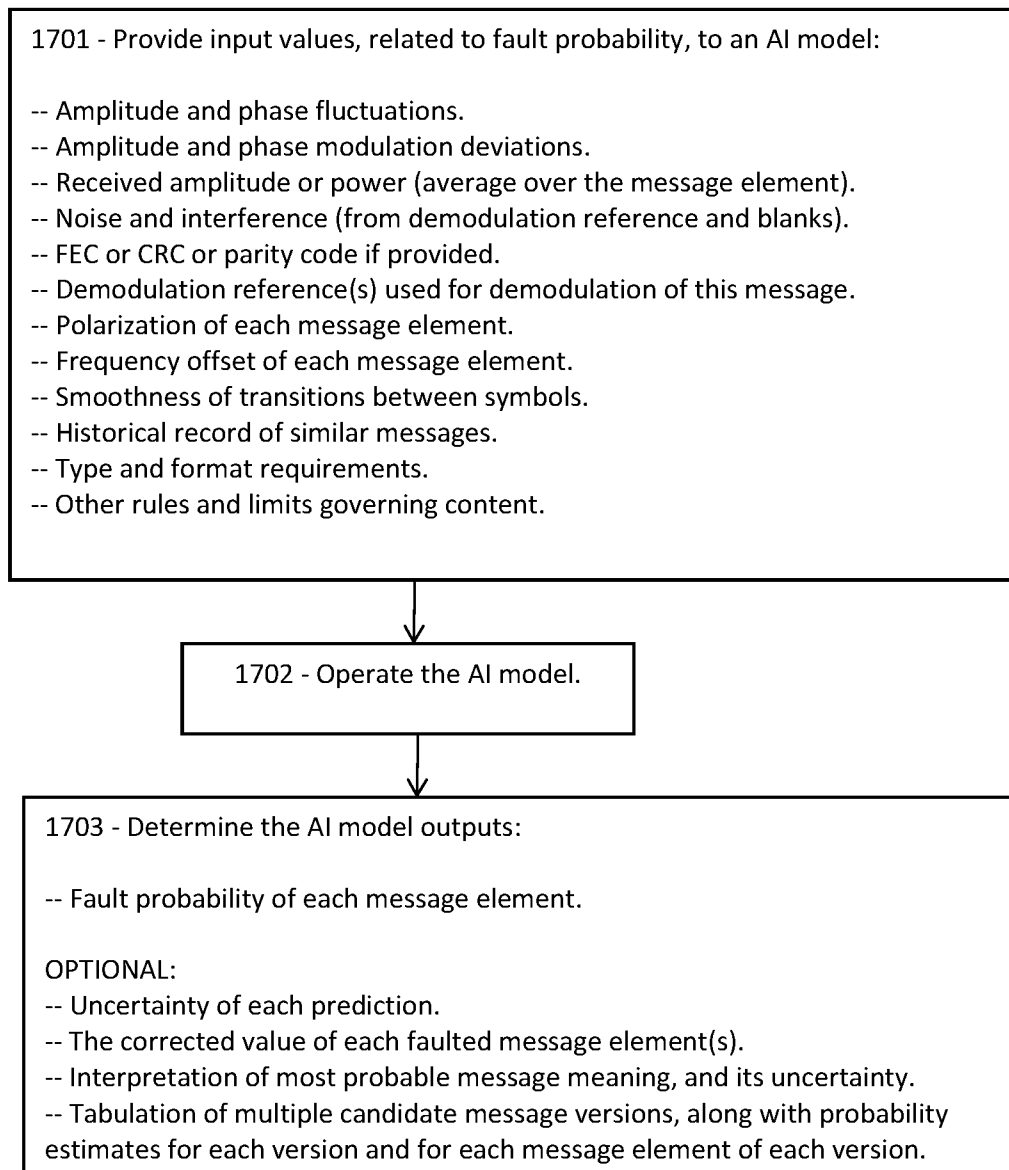 1701 - Provide input values, related to fault probability, to an AI model:
-- Amplitude and phase fluctuations.
-- Amplitude and phase modulation deviations.
-- Received amplitude or power (average over the message element).
-- Noise and interference (from demodulation reference and blanks).
-- FEC or CRC or parity code if provided.
-- Demodulation reference(s) used for demodulation of this message.
-- Polarization of each message element.
-- Frequency offset of each message element.
-- Smoothness of transitions between symbols.
-- Historical record of similar messages.
-- Type and format requirements.
-- Other rules and limits governing content.
1702 - Operate the AI model.
1703 - Determine the AI model outputs:
-- Fault probability of each message element.
OPTIONAL:
-- Uncertainty of each prediction.
-- The corrected value of each faulted message element(s).
-- Interpretation of most probable message meaning, and its uncertainty.
-- Tabulation of multiple candidate message versions, along with probability
estimates for each version and for each message element of each version.